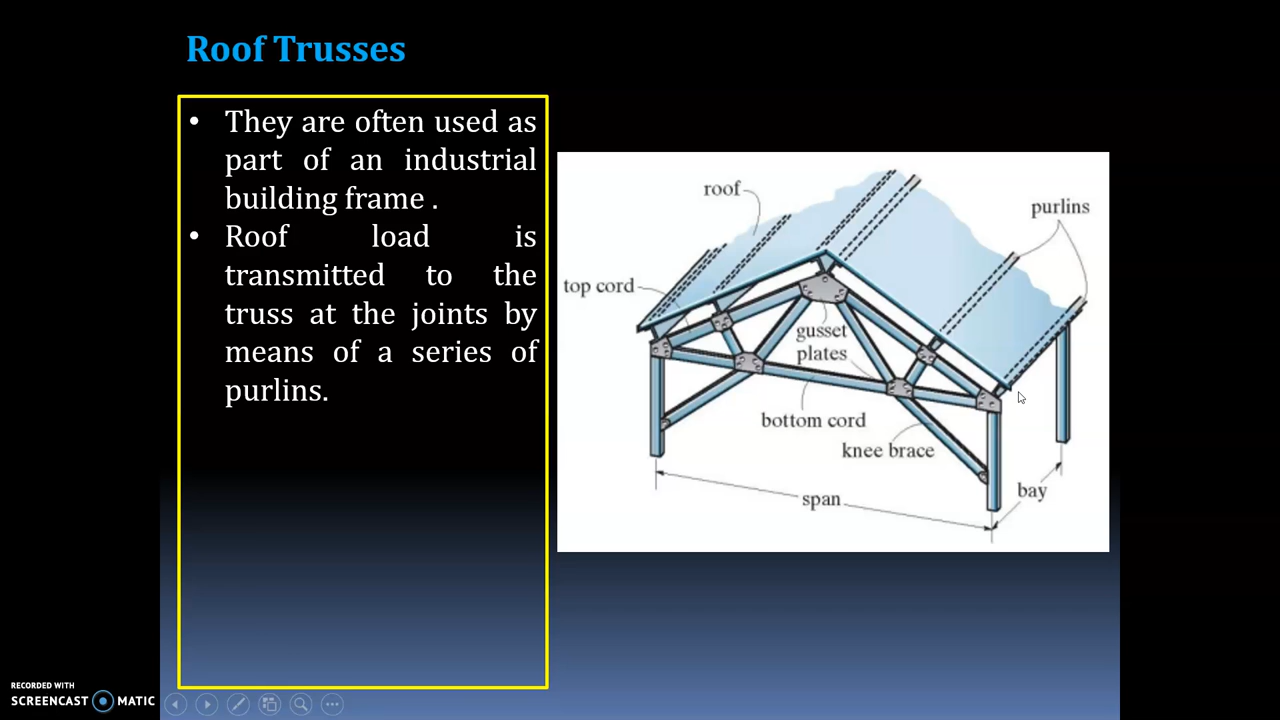 Roof Trusses
• They are often used as
part of an industrial
building frame .
• Roof load is
transmitted to the
truss at the joints by
means of a series of
purlins.
roof
purlins
top cord
gusset
plates
bottom cord
knee brace
span
bay
RECORDED WITH
SCREENCAST MATIC